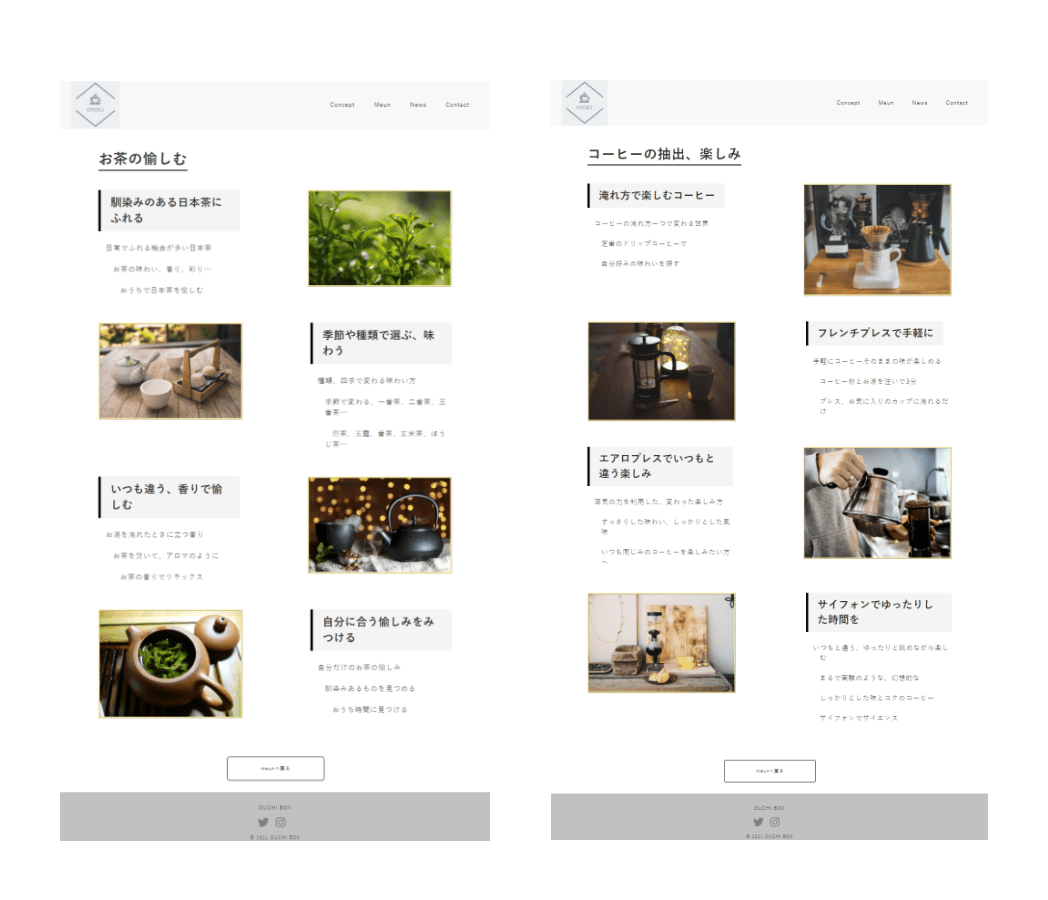 OUCHI
Concept Meun News Contact
お茶の愉しむ
馴染みのある日本茶に
ふれる
日常でふれる機会が多い日本茶
お茶の味わい、香り、彩り…
おうちで日本茶を愉しむ
季節や種類で選ぶ、味
わう
種類、四季で変わる味わい方
季節で変わる、一番茶、二番茶、三
番茶…
煎茶、玉露、番茶、玄米茶、ほう
じ茶…
いつも違う、香りで愉
しむ
お湯を淹れたときに立つ香り
お茶を焚いて、アロマのように
お茶の香りでリラックス
自分に合う愉しみをみ
つける
自分だけのお茶の愉しみ
馴染みあるものを見つめる
おうち時間に見つける
meunへ戻る
OUCHI BOX
© 2021 OUCHI BOX
OUCHI
Concept Meun News Contact
コーヒーの抽出、楽しみ
淹れ方で楽しむコーヒー
コーヒーの淹れ方一つで変わる世界
定番のドリップコーヒーで
自分好みの味わいを探す
フレンチプレスで手軽に
手軽にコーヒーそのままの味が楽しめる
コーヒー粉とお湯を注いで3分
プレス、お気に入りのカップに淹れるだ
け
エアロプレスでいつもと
違う楽しみ
空気の力を利用した、変わった楽しみ方
すっきりした味わい、しっかりとした風
味
いつも同じみのコーヒーを楽しみたい方
へ
サイフォンでゆったりし
た時間を
いつもと違う、ゆったりと眺めながら楽し
む
まるで実験のような、幻想的な
しっかりとした味とコクのコーヒー
サイフォンでサイエンス
meunへ戻る
OUCHI BOX
© 2021 OUCHI BOX